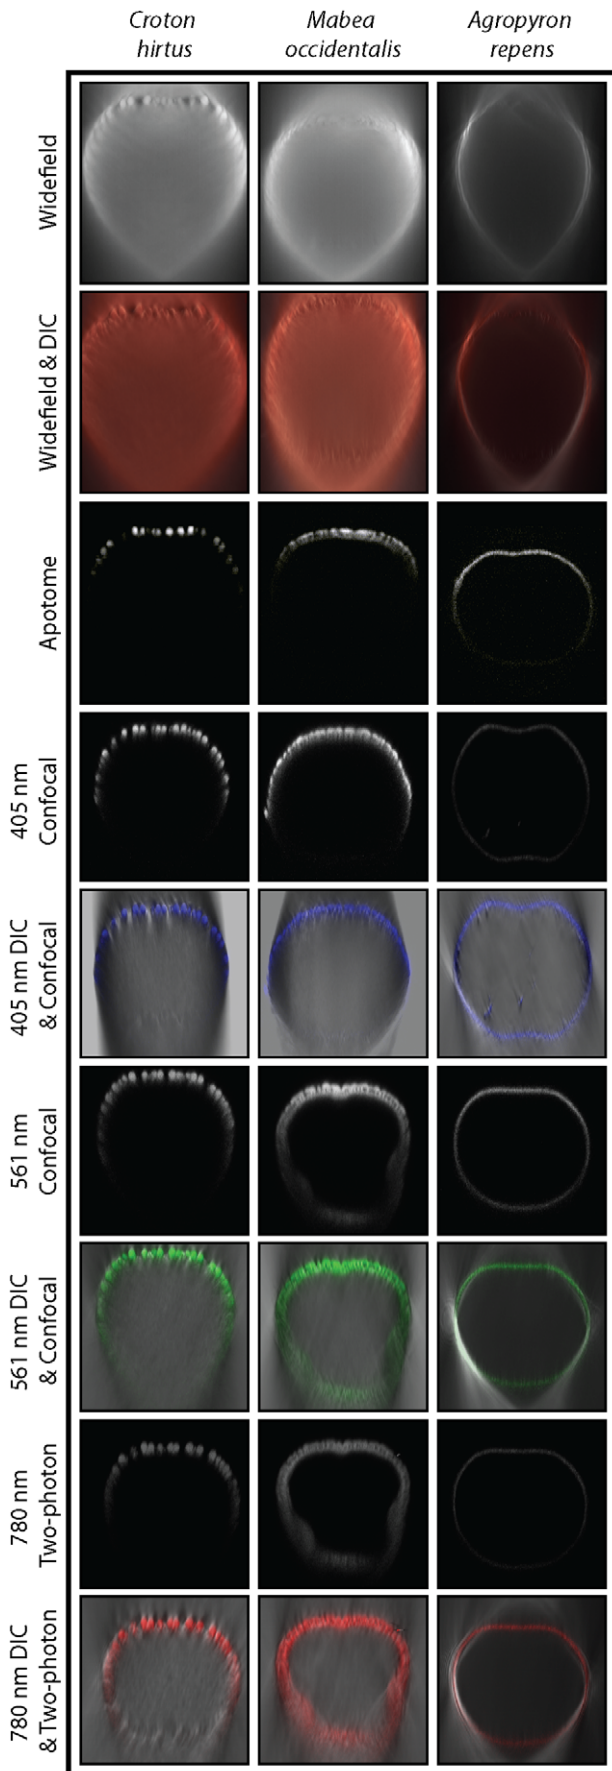 Croton
hirtus
Mabea
occidentalis
Agropyron
repens
Widefield
Widefield & DIC
Apotome
405 nm
Confocal
405 nm DIC
& Confocal
561 nm
Confocal
561 nm DIC
& Confocal
780 nm
Two-photon
780 nm DIC
&Two-photon